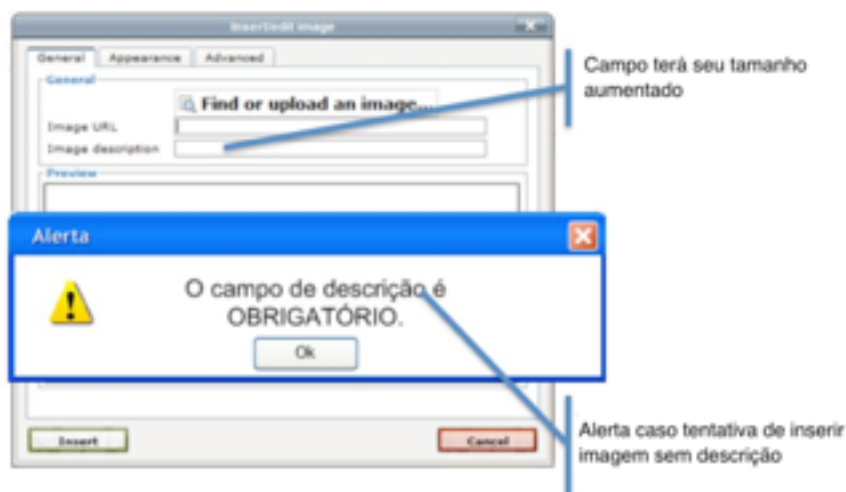 Insert/edit image
General Appearance Advanced
General
Find or upload an image...
Image URL
Image description
Preview
Campo terá seu tamanho
aumentado
Alerta
O campo de descrição é
OBRIGATÓRIO.
Ok
Insert Cancel
Alerta caso tentativa de inserir
imagem sem descrição